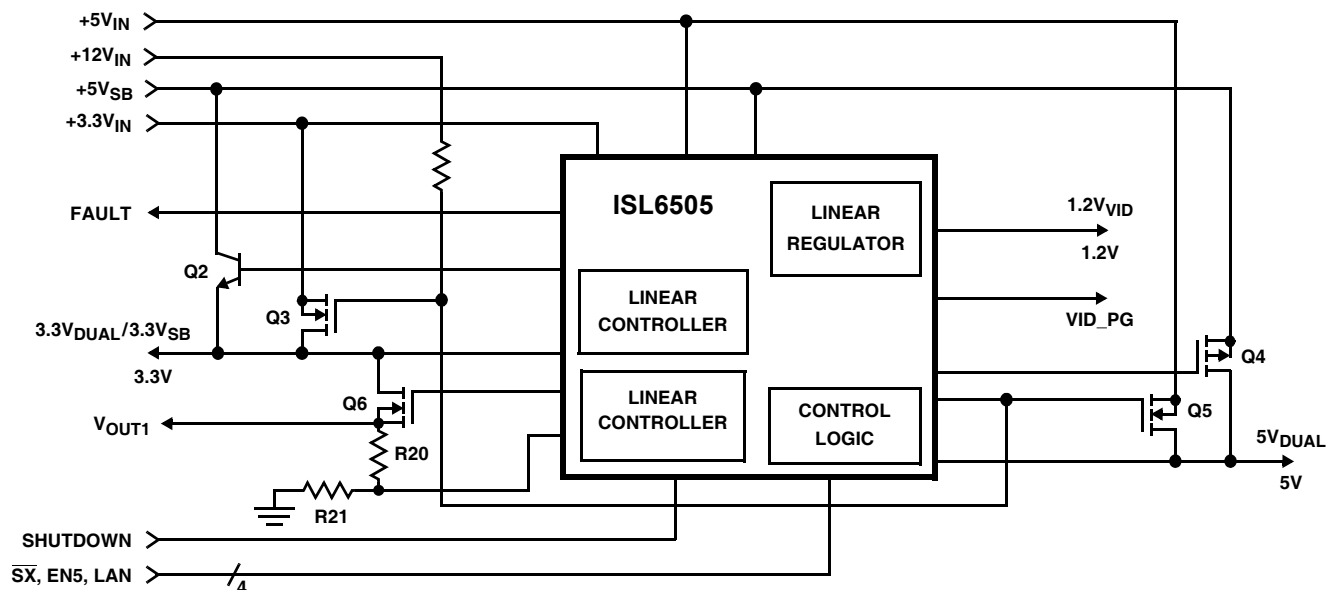 +5VIN
+12VIN
+5VSB
+3.3VIN
FAULT
Q2
Q3
3.3VDUAL/3.3VSB
3.3V
Q6
VOUT1
R20
R21
SHUTDOWN
SX, EN5, LAN
4
ISL6505
LINEAR
REGULATOR
LINEAR
CONTROLLER
LINEAR
CONTROLLER
CONTROL
LOGIC
1.2VVID
1.2V
VID_PG
Q4
Q5
5VDUAL
5V